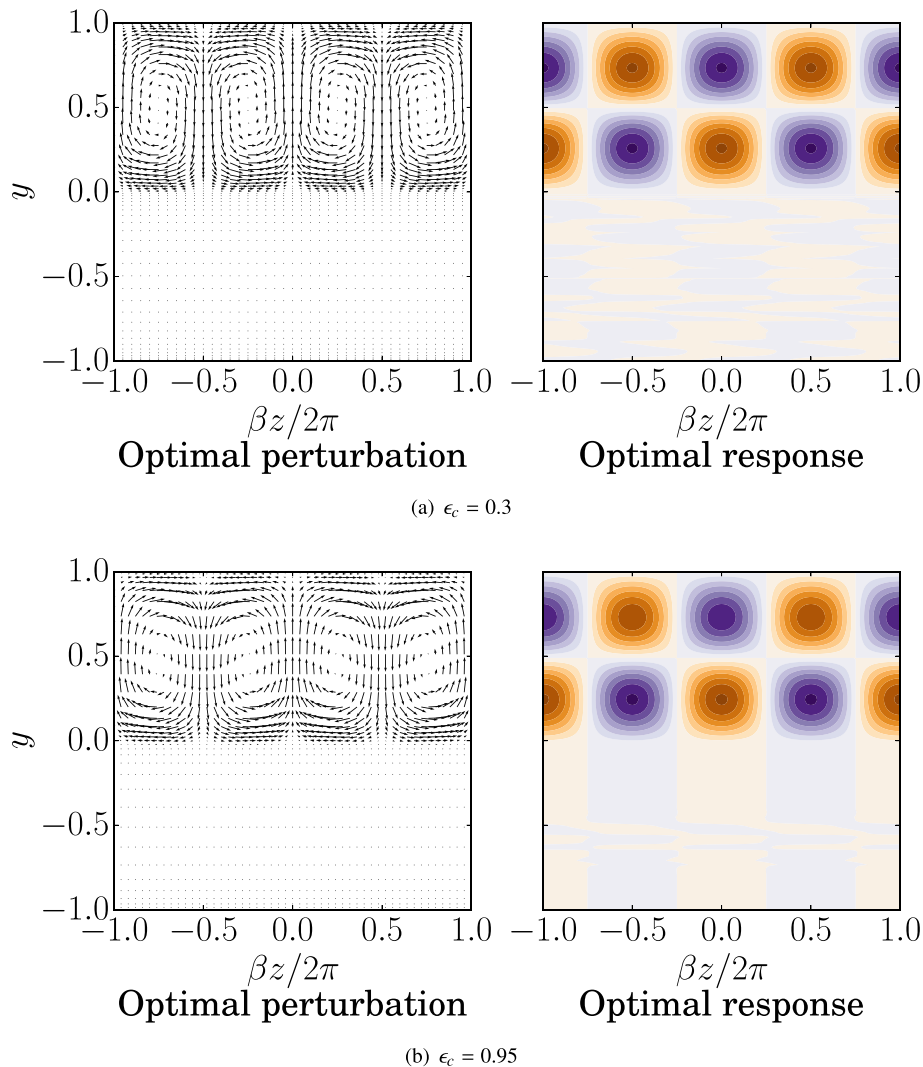 1.0
0.5
0.0
−0.5
−1.0
y
−1.0 −0.5 0.0 0.5 1.0
βz/2π
Optimal perturbation
−1.0 −0.5 0.0 0.5 1.0
βz/2π
Optimal response
(a) ϵc = 0.3
1.0
0.5
0.0
−0.5
−1.0
y
−1.0 −0.5 0.0 0.5 1.0
βz/2π
Optimal perturbation
−1.0 −0.5 0.0 0.5 1.0
βz/2π
Optimal response
(b) ϵc = 0.95